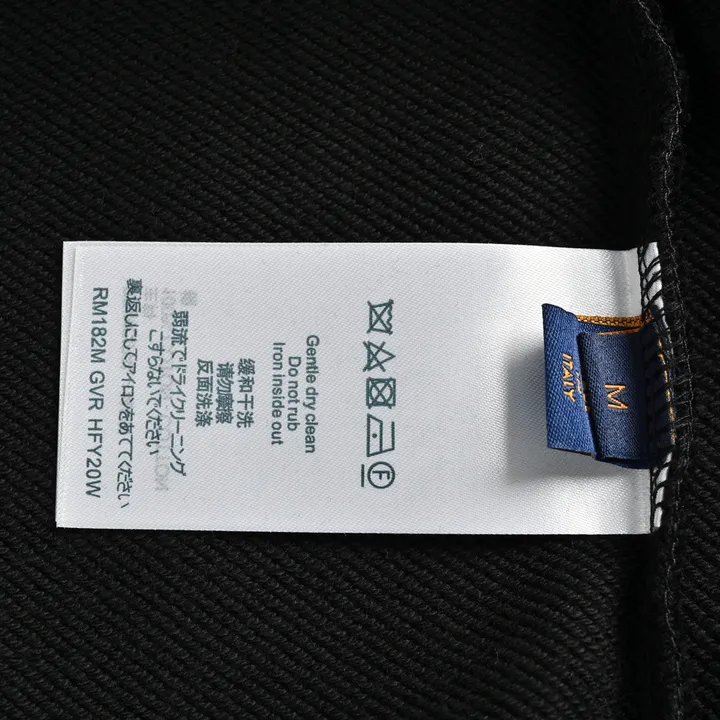 Gentle dry clean
Do not rub
Iron inside out
缓和干洗
请勿摩擦
反面洗涤
弱流でドライクリーニング
こすらないでください
裏返しにしてアイロンをあててください
RM182M GVR HFY20W
M
ITALY